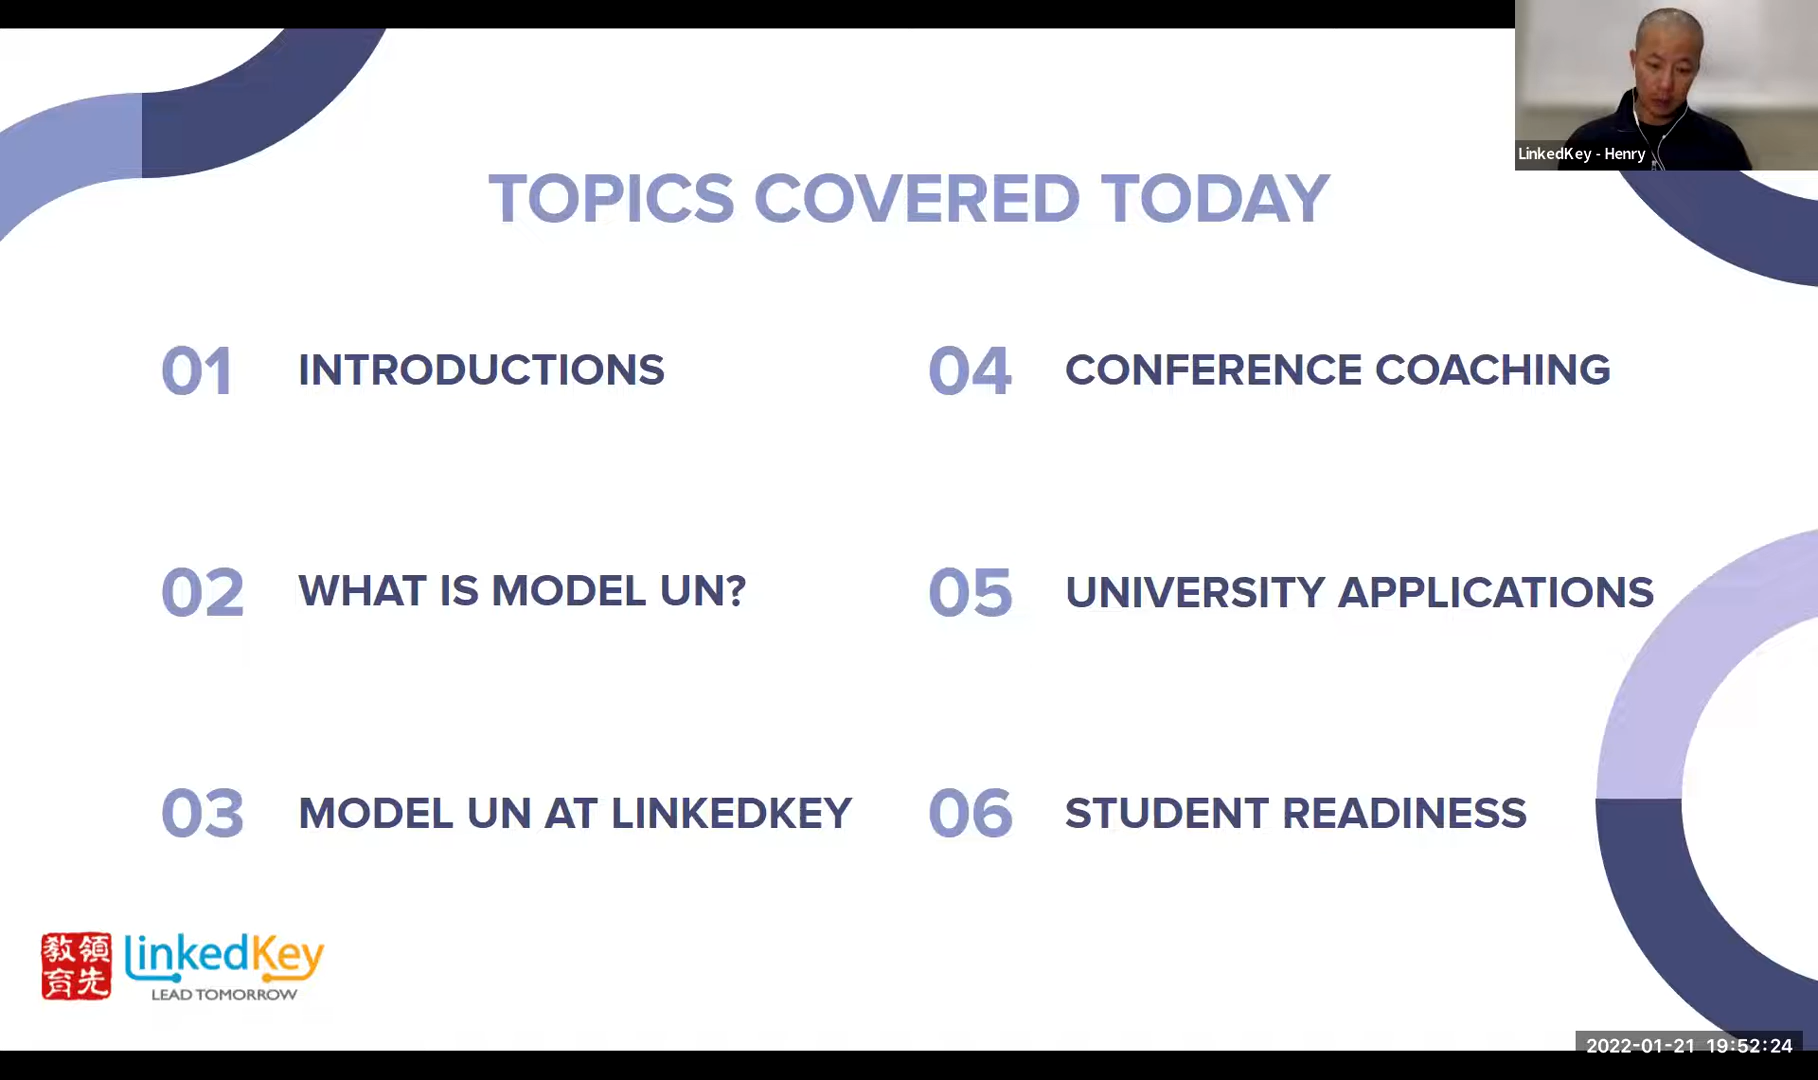 LinkedKey - Henry
TOPICS COVERED TODAY
01 INTRODUCTIONS
02 WHAT IS MODEL UN?
03 MODEL UN AT LINKEDKEY
04 CONFERENCE COACHING
05 UNIVERSITY APPLICATIONS
06 STUDENT READINESS
領先教育
LinkedKey
LEAD TOMORROW
2022-01-21 19:52:24